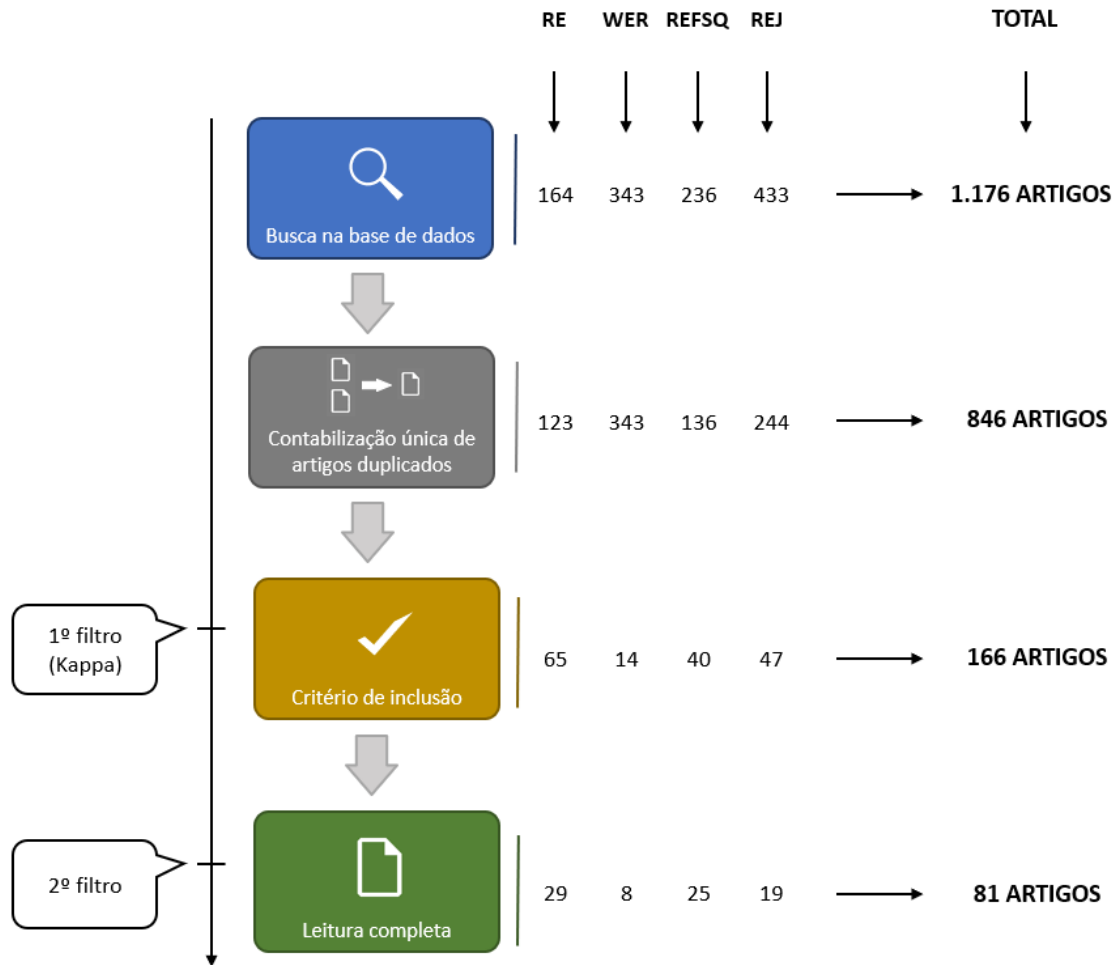 RE WER REFSQ REJ TOTAL
Busca na base de dados
164 343 236 433 1.176 ARTIGOS
Contabilização única de
artigos duplicados
123 343 136 244 846 ARTIGOS
1º filtro
(Kappa)
Critério de inclusão
65 14 40 47 166 ARTIGOS
2º filtro
Leitura completa
29 8 25 19 81 ARTIGOS